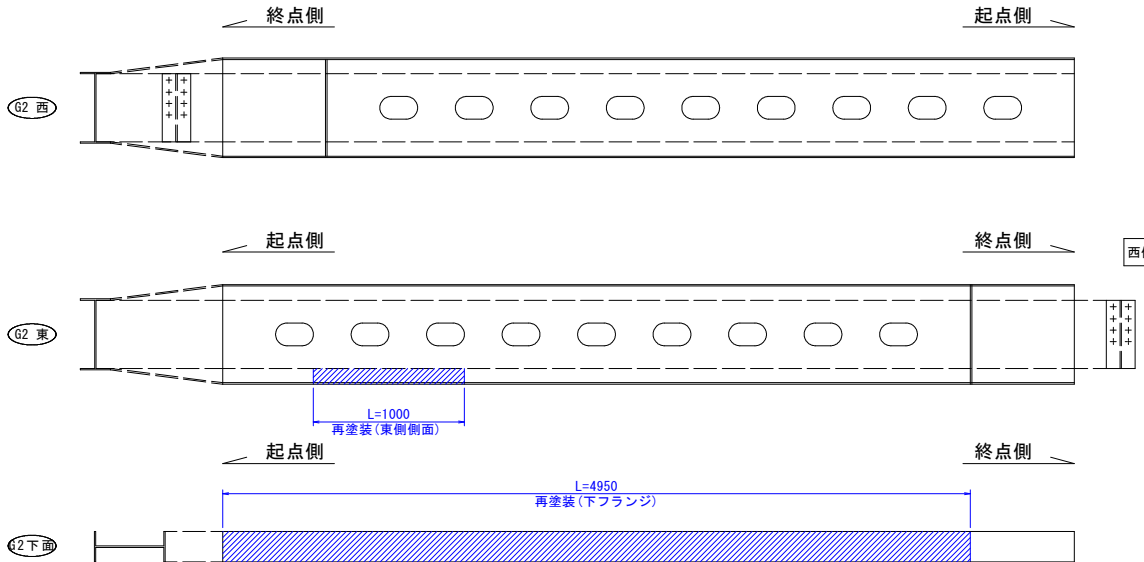 終点側
起点側
G2 西
起点側
終点側
西
G2 東
L=1000
再塗装(東側側面)
起点側
終点側
L=4950
再塗装(下フランジ)
G2下面